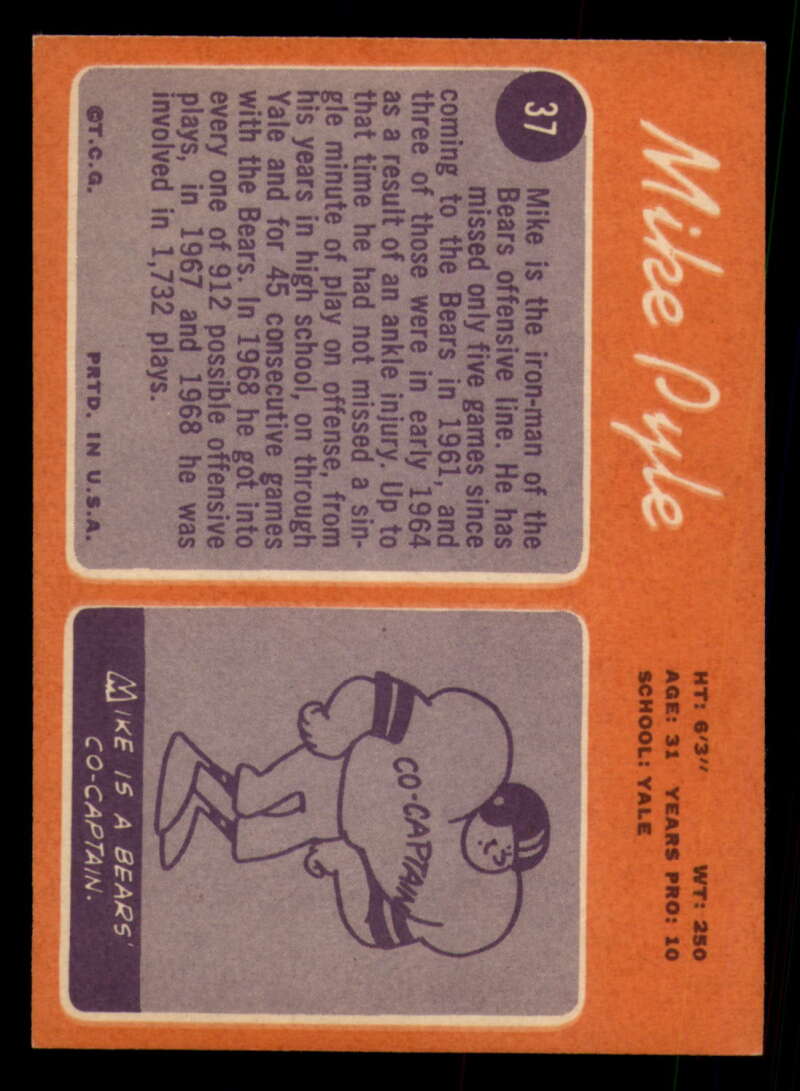 Mike Pyle
HT: 6'3" WT: 250
AGE: 31 YEARS PRO: 10
SCHOOL: YALE
37
Mike is the iron-man of the
Bears offensive line. He has
missed only five games since
coming to the Bears in 1961, and
three of those were in early 1964
as a result of an ankle injury. Up to
that time he had not missed a sin-
gle minute of play on offense, from
his years in high school, on through
Yale and for 45 consecutive games
with the Bears. In 1968 he got into
every one of 912 possible offensive
plays, in 1967 and 1968 he was
involved in 1,732 plays.
©T.C.G. PRTD. IN U.S.A.
CO-CAPTAIN
MIKE IS A BEARS'
CO-CAPTAIN.